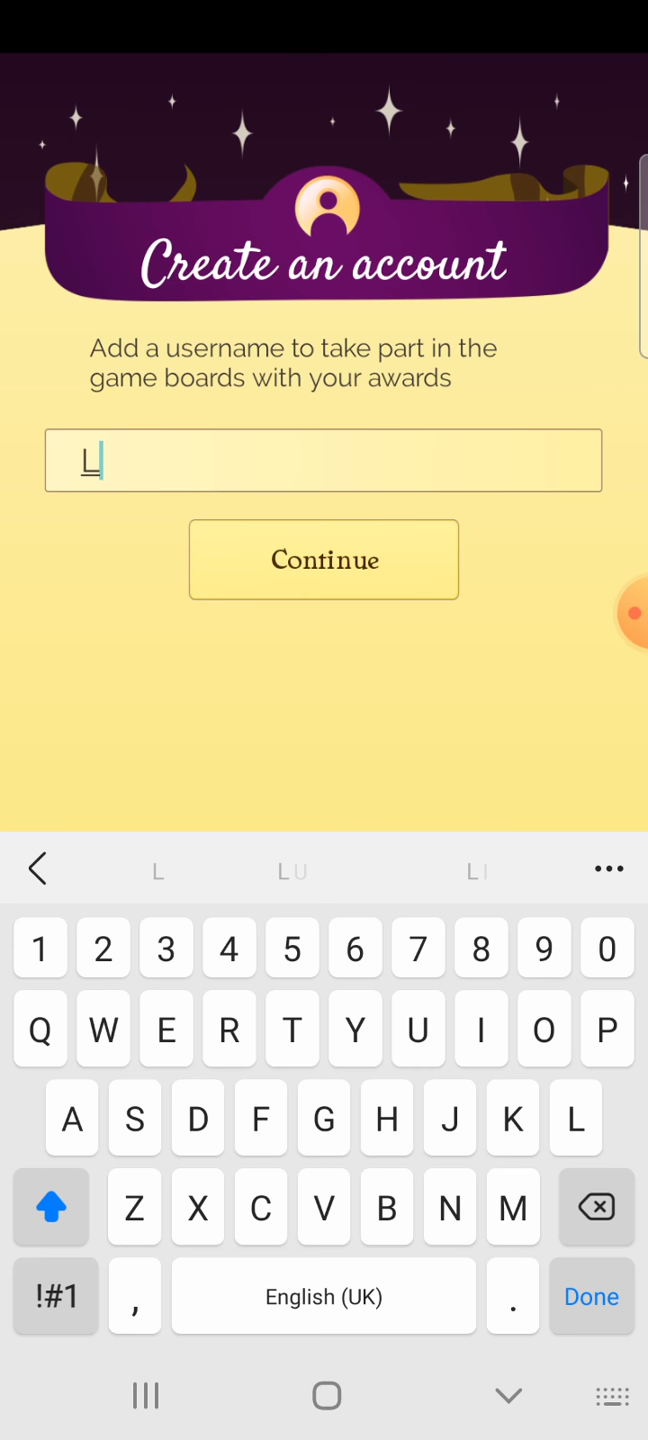 Create an account
Add a username to take part in the
game boards with your awards
L
Continue
L LU LI
1 2 3 4 5 6 7 8 9 0
Q W E R T Y U I O P
A S D F G H J K L
Z X C V B N M
!#1 , English (UK) . Done